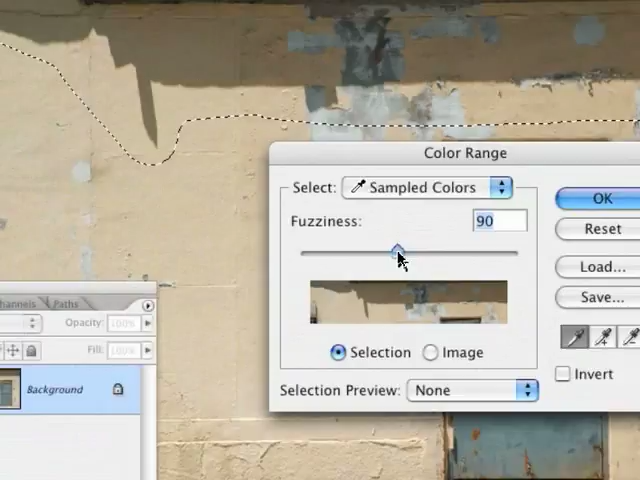 Color Range
Select: Sampled Colors
OK
Fuzziness: 90
Reset
Load...
Save...
Selection Image
Invert
Selection Preview: None
hannels Paths
Opacity: 100%
Fill: 100%
Background